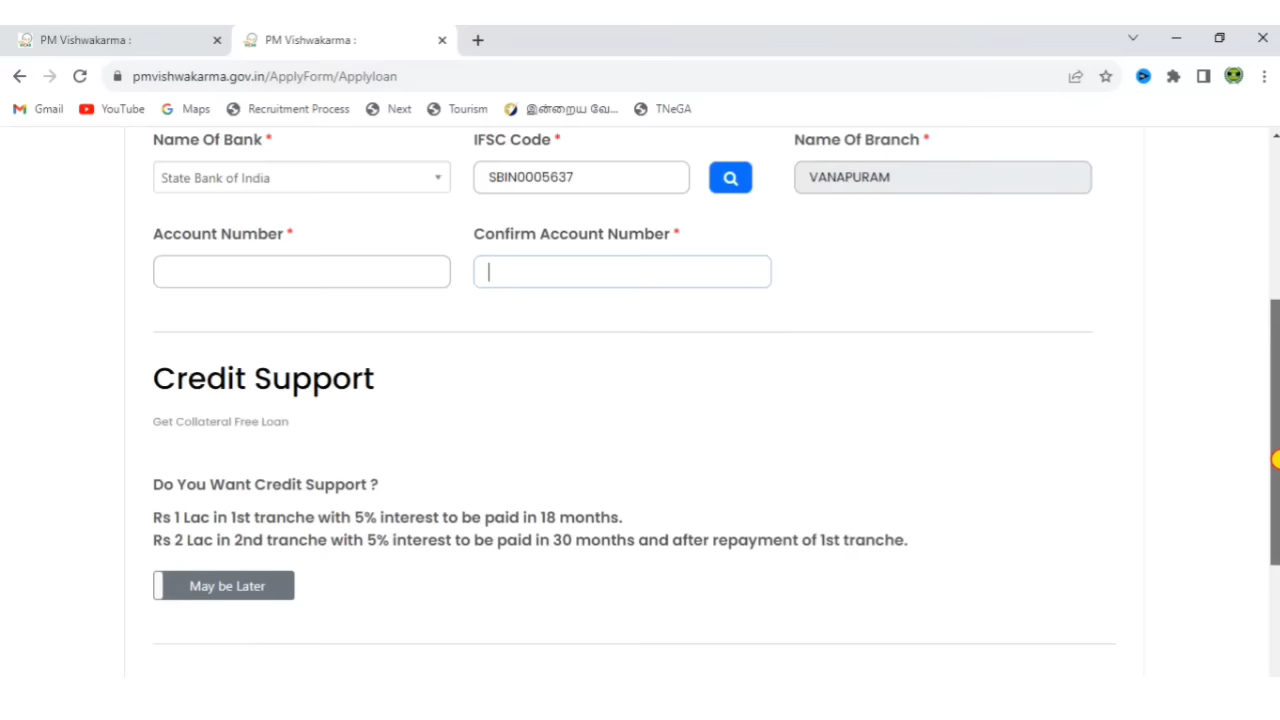 PM Vishwakarma :
PM Vishwakarma :
pmvishwakarma.gov.in/ApplyForm/Applyloan
Gmail YouTube Maps Recruitment Process Next Tourism இன்றைய வே... TNeGA
Name Of Bank * IFSC Code * Name Of Branch *
State Bank of India SBIN0005637 VANAPURAM
Account Number * Confirm Account Number *
Credit Support
Get Collateral Free Loan
Do You Want Credit Support ?
Rs 1 Lac in 1st tranche with 5% interest to be paid in 18 months.
Rs 2 Lac in 2nd tranche with 5% interest to be paid in 30 months and after repayment of 1st tranche.
May be Later